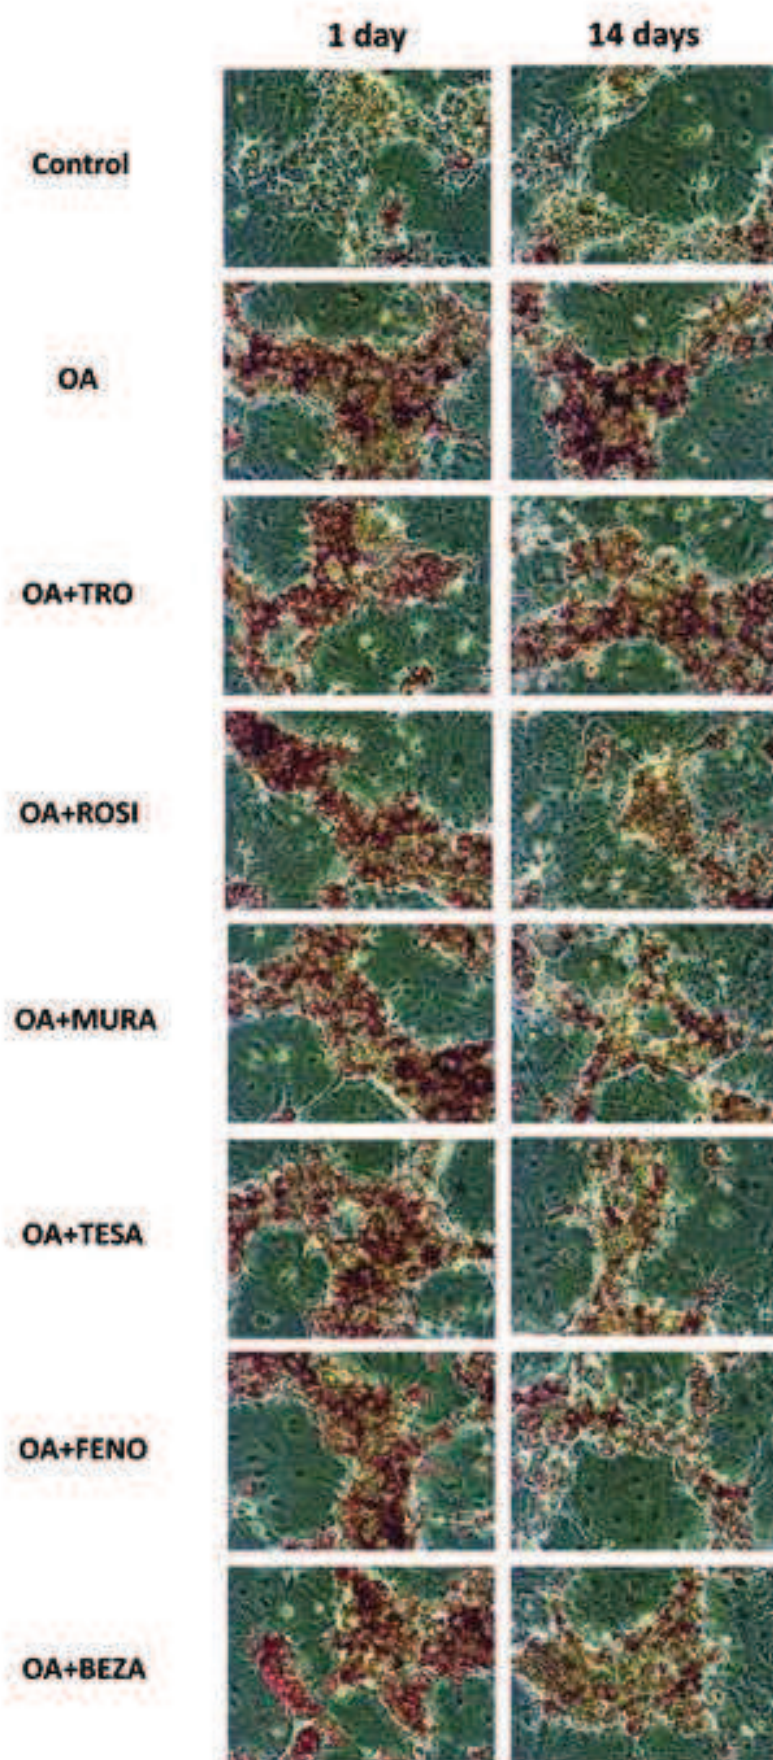 1 day 14 days
Control
OA
OA+TRO
OA+ROSI
OA+MURA
OA+TESA
OA+FENO
OA+BEZA